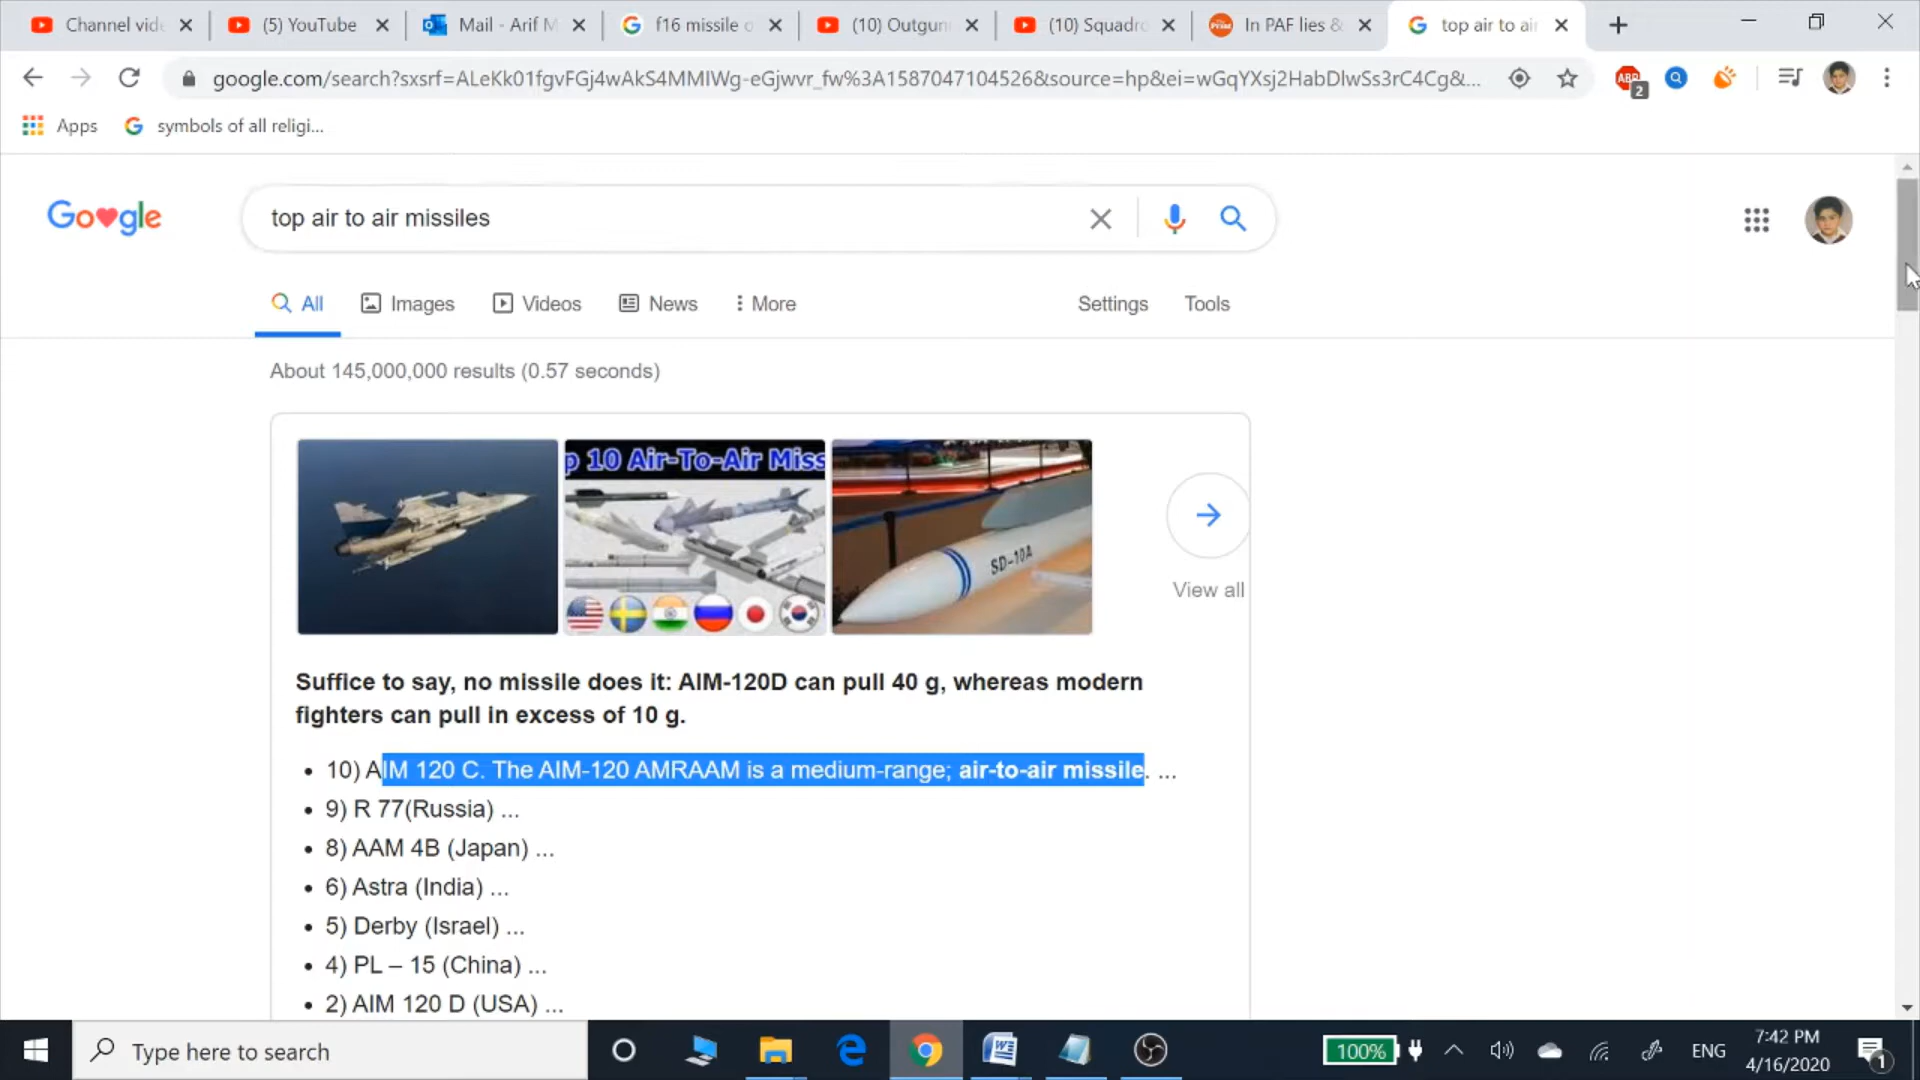 Channel vide
(5) YouTube
Mail - Arif M
f16 missile o
(10) Outgun
(10) Squadro
In PAF lies &
top air to air
google.com/search?sxsrf=ALeKk01fgvFGj4wAkS4MMIWg-eGjwvr_fw%3A1587047104526&source=hp&ei=wGqYXsj2HabDlwSs3rC4Cg&...
ABP
2
Apps
symbols of all religi...
Google
top air to air missiles
All
Images
Videos
News
More
Settings
Tools
About 145,000,000 results (0.57 seconds)
p 10 Air-To-Air Miss
SD-10A
View all
Suffice to say, no missile does it: AIM-120D can pull 40 g, whereas modern
fighters can pull in excess of 10 g.
10) AIM 120 C. The AIM-120 AMRAAM is a medium-range; air-to-air missile. ...
9) R 77(Russia) ...
8) AAM 4B (Japan) ...
6) Astra (India) ...
5) Derby (Israel) ...
4) PL – 15 (China) ...
2) AIM 120 D (USA) ...
Type here to search
100%
ENG
7:42 PM
4/16/2020
1